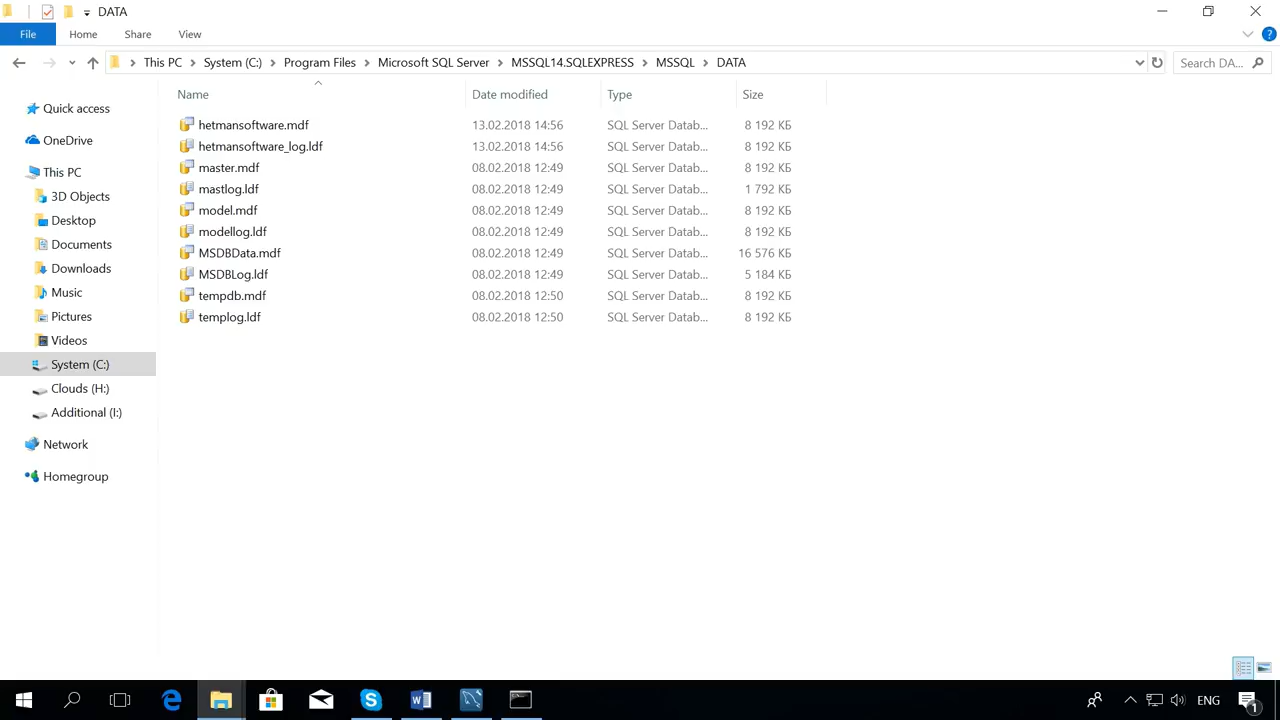 DATA
File Home Share View
This PC System (C:) Program Files Microsoft SQL Server MSSQL14.SQLEXPRESS MSSQL DATA Search DA...
Name Date modified Type Size
hetmansoftware.mdf 13.02.2018 14:56 SQL Server Datab... 8 192 КБ
hetmansoftware_log.ldf 13.02.2018 14:56 SQL Server Datab... 8 192 КБ
master.mdf 08.02.2018 12:49 SQL Server Datab... 8 192 КБ
mastlog.ldf 08.02.2018 12:49 SQL Server Datab... 1 792 КБ
model.mdf 08.02.2018 12:49 SQL Server Datab... 8 192 КБ
modellog.ldf 08.02.2018 12:49 SQL Server Datab... 8 192 КБ
MSDBData.mdf 08.02.2018 12:49 SQL Server Datab... 16 576 КБ
MSDBLog.ldf 08.02.2018 12:49 SQL Server Datab... 5 184 КБ
tempdb.mdf 08.02.2018 12:50 SQL Server Datab... 8 192 КБ
templog.ldf 08.02.2018 12:50 SQL Server Datab... 8 192 КБ
Quick access
OneDrive
This PC
3D Objects
Desktop
Documents
Downloads
Music
Pictures
Videos
System (C:)
Clouds (H:)
Additional (I:)
Network
Homegroup
ENG 1